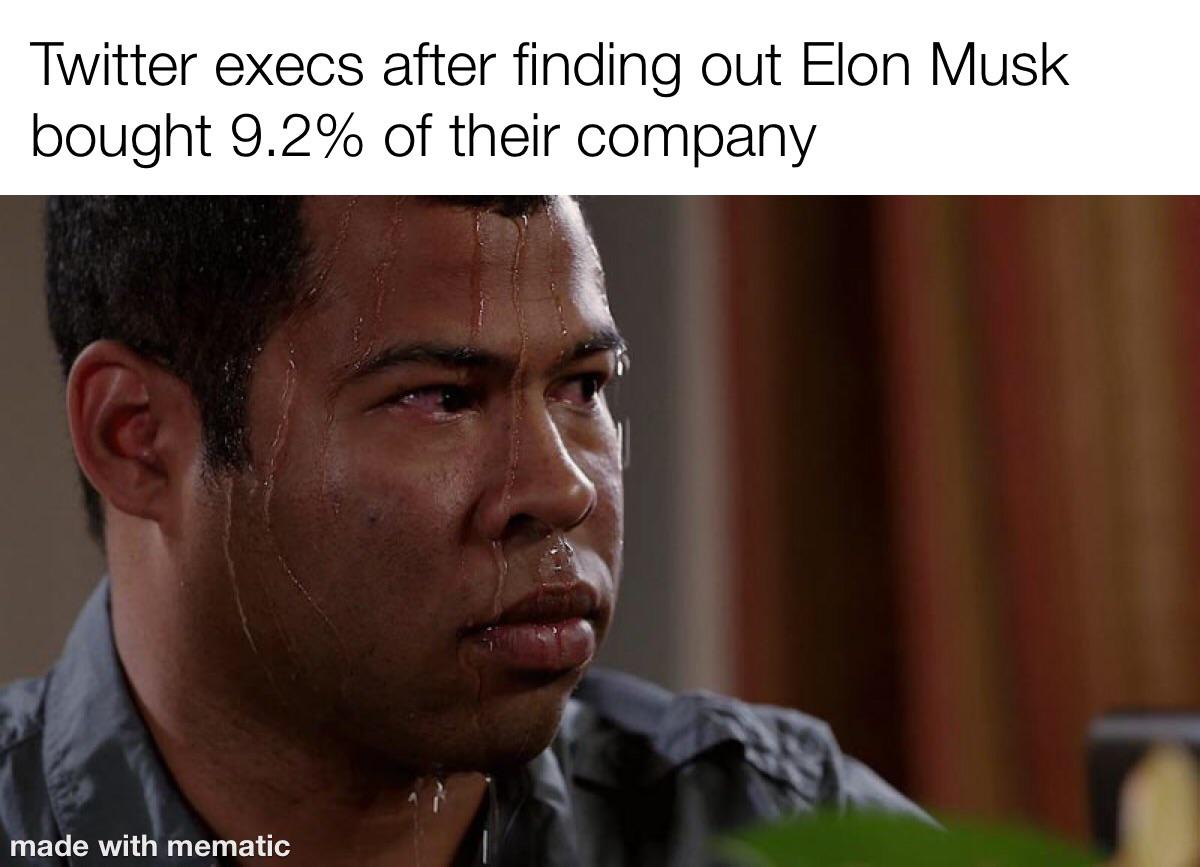 Twitter execs after finding out Elon Musk
bought 9.2% of their company
made with mematic